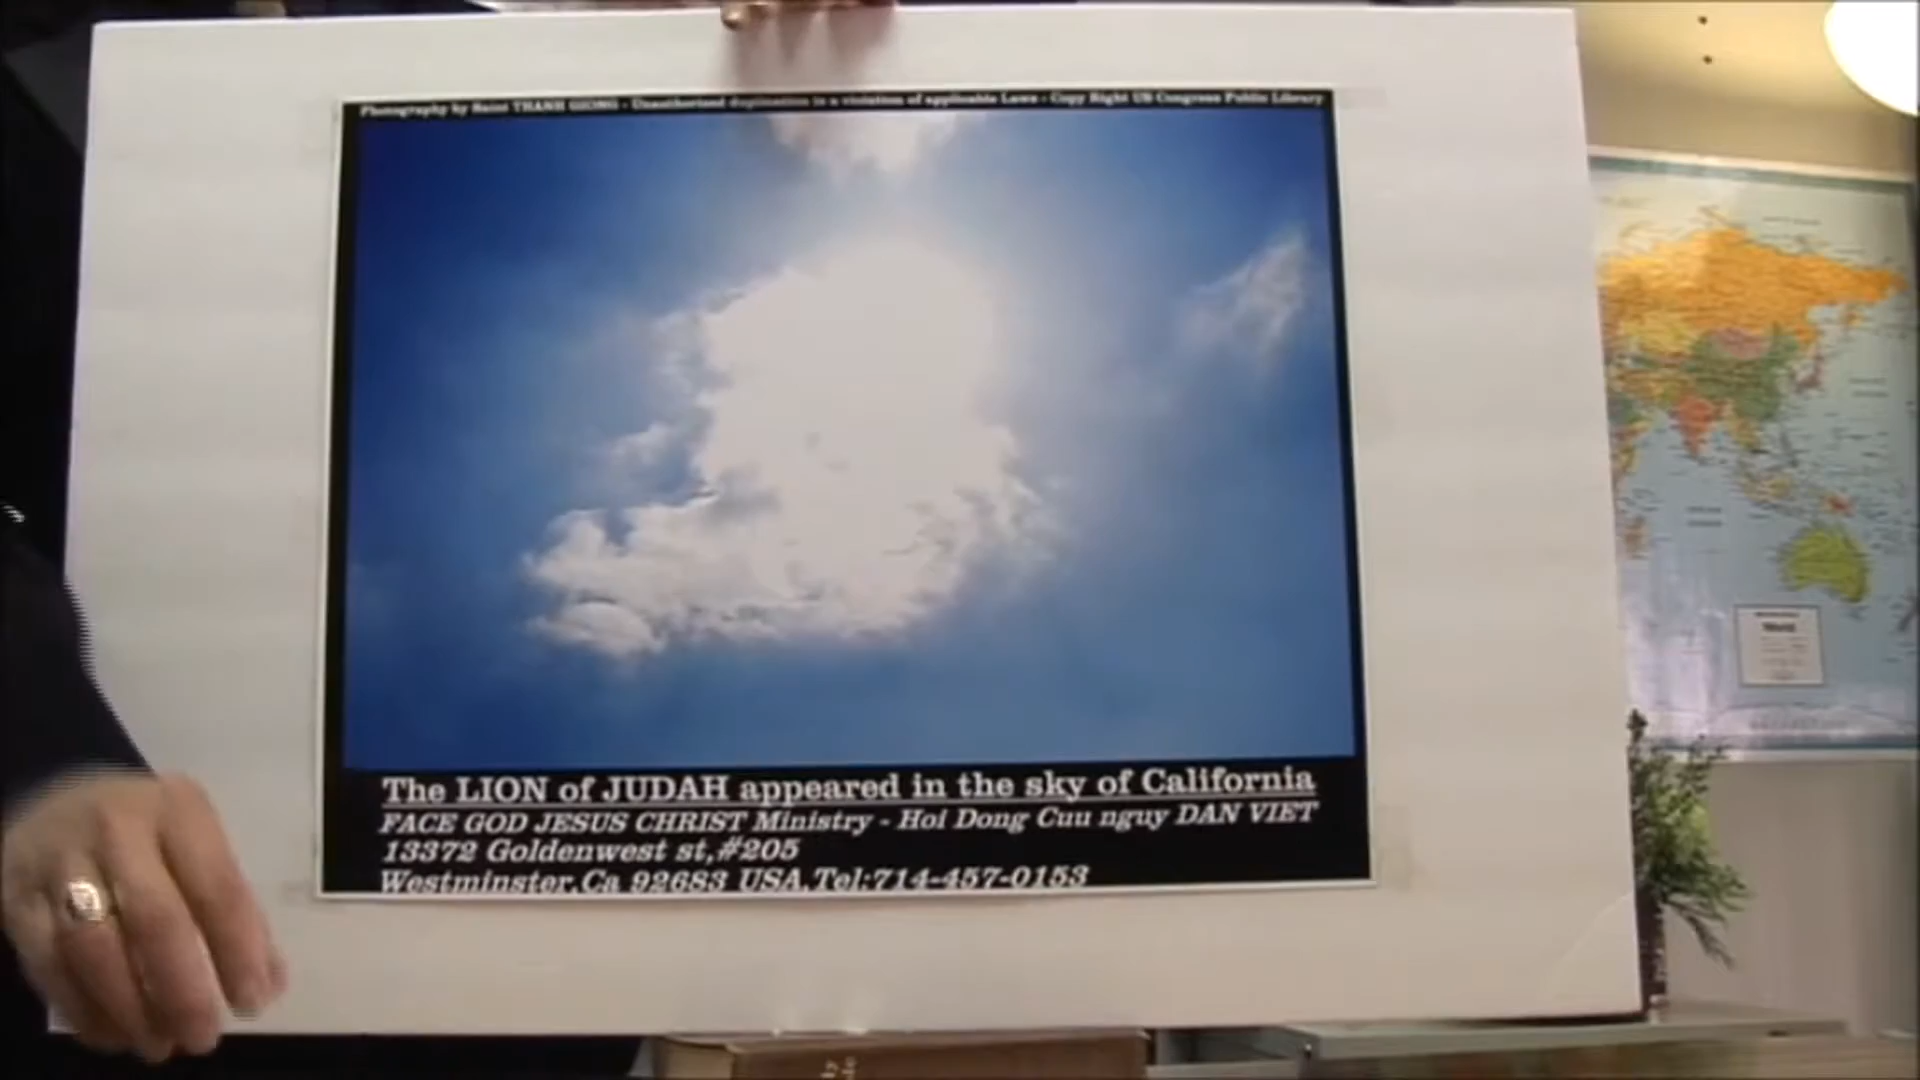 Photography by Saint THANH GIONG - Unauthorized duplication is a violation of applicable Laws - Copy Right US Congress Public Library
The LION of JUDAH appeared in the sky of California
FACE GOD JESUS CHRIST Ministry - Hoi Dong Cuu nguy DAN VIET
13372 Goldenwest st,#205
Westminster,Ca 92683 USA.Tel:714-457-0153
World